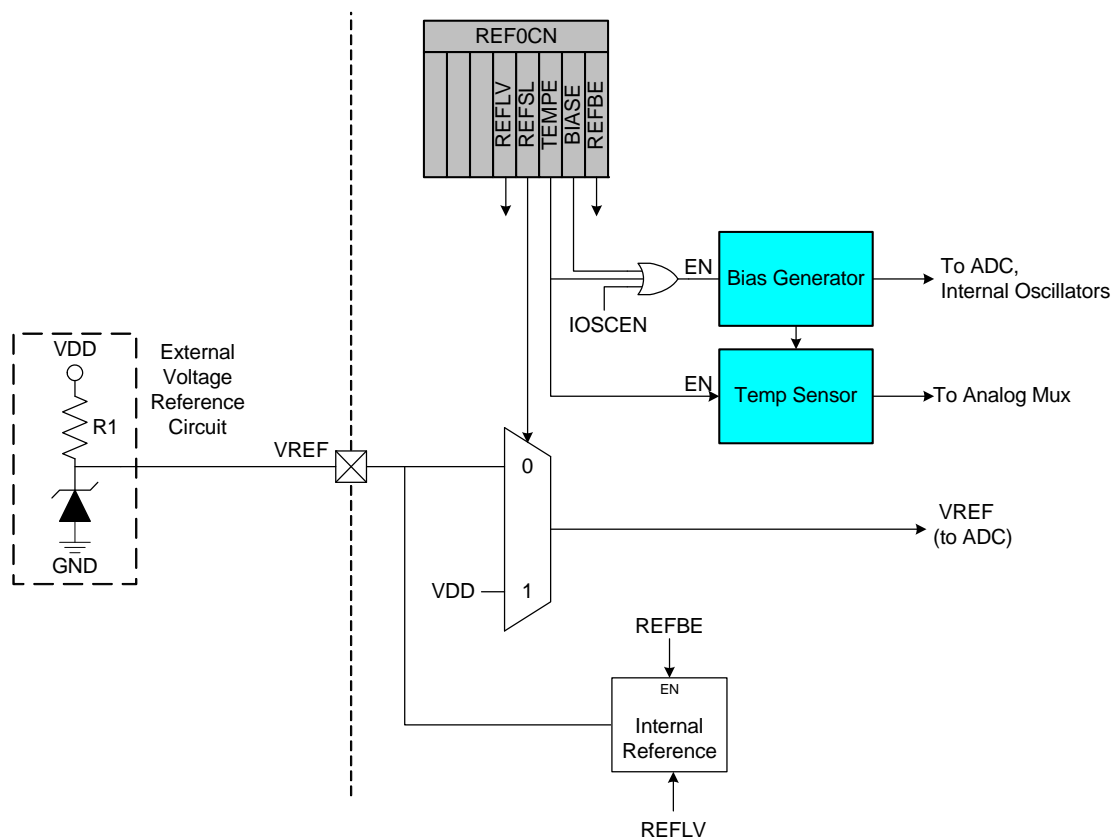 REF0CN
REFLV
REFSL
TEMPE
BIASE
REFBE
EN
Bias Generator
To ADC,
Internal Oscillators
IOSCEN
EN
Temp Sensor
To Analog Mux
VDD
R1
GND
External
Voltage
Reference
Circuit
VREF
0
VDD
1
VREF
(to ADC)
REFBE
EN
Internal
Reference
REFLV